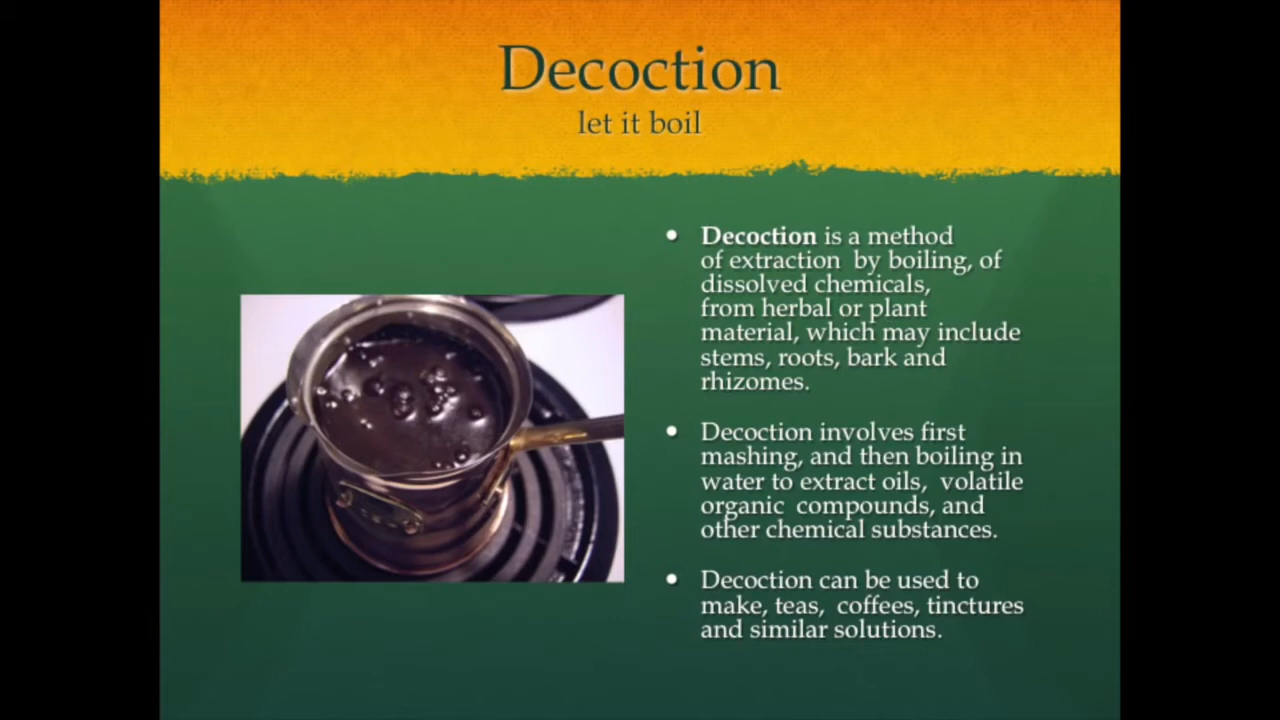 Decoction
let it boil
• Decoction is a method
of extraction by boiling, of
dissolved chemicals,
from herbal or plant
material, which may include
stems, roots, bark and
rhizomes.
• Decoction involves first
mashing, and then boiling in
water to extract oils, volatile
organic compounds, and
other chemical substances.
• Decoction can be used to
make, teas, coffees, tinctures
and similar solutions.